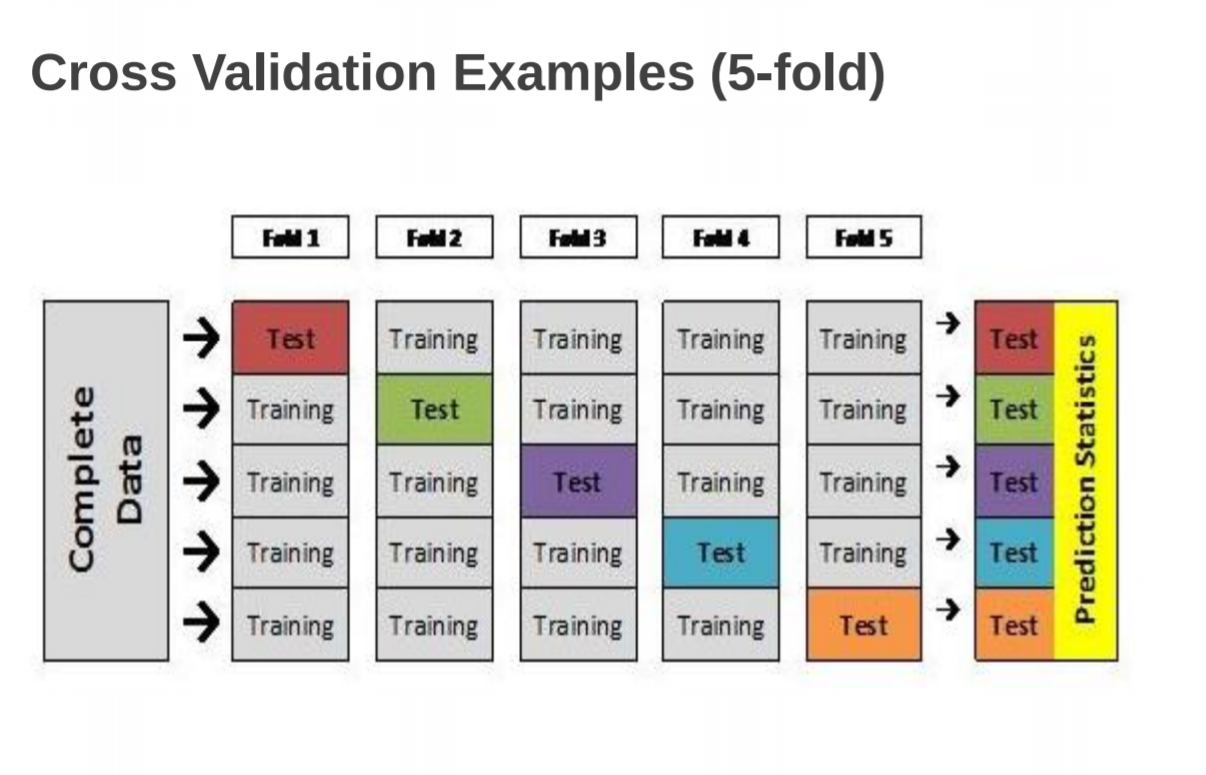 Cross Validation Examples (5-fold)
Fold 1 Fold 2 Fold 3 Fold 4 Fold 5
Complete
Data
Test Training Training Training Training Test
Training Test Training Training Training Test
Training Training Test Training Training Test
Training Training Training Test Training Test
Training Training Training Training Test Test
Prediction Statistics